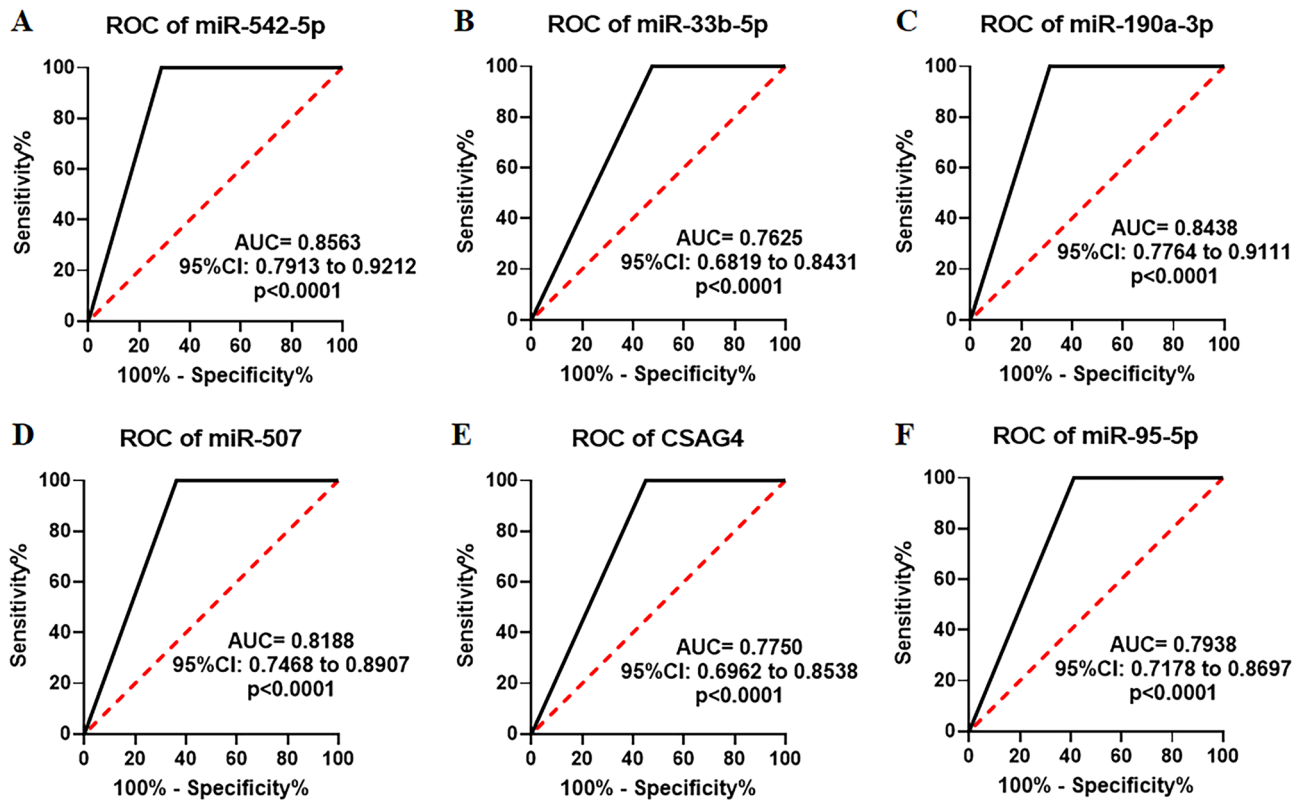 A
ROC of miR-542-5p
Sensitivity%
100
80
60
40
20
0
AUC= 0.8563
95%CI: 0.7913 to 0.9212
p<0.0001
0 20 40 60 80 100
100% - Specificity%
B
ROC of miR-33b-5p
Sensitivity%
100
80
60
40
20
0
AUC= 0.7625
95%CI: 0.6819 to 0.8431
p<0.0001
0 20 40 60 80 100
100% - Specificity%
C
ROC of miR-190a-3p
Sensitivity%
100
80
60
40
20
0
AUC= 0.8438
95%CI: 0.7764 to 0.9111
p<0.0001
0 20 40 60 80 100
100% - Specificity%
D
ROC of miR-507
Sensitivity%
100
80
60
40
20
0
AUC= 0.8188
95%CI: 0.7468 to 0.8907
p<0.0001
0 20 40 60 80 100
100% - Specificity%
E
ROC of CSAG4
Sensitivity%
100
80
60
40
20
0
AUC= 0.7750
95%CI: 0.6962 to 0.8538
p<0.0001
0 20 40 60 80 100
100% - Specificity%
F
ROC of miR-95-5p
Sensitivity%
100
80
60
40
20
0
AUC= 0.7938
95%CI: 0.7178 to 0.8697
p<0.0001
0 20 40 60 80 100
100% - Specificity%